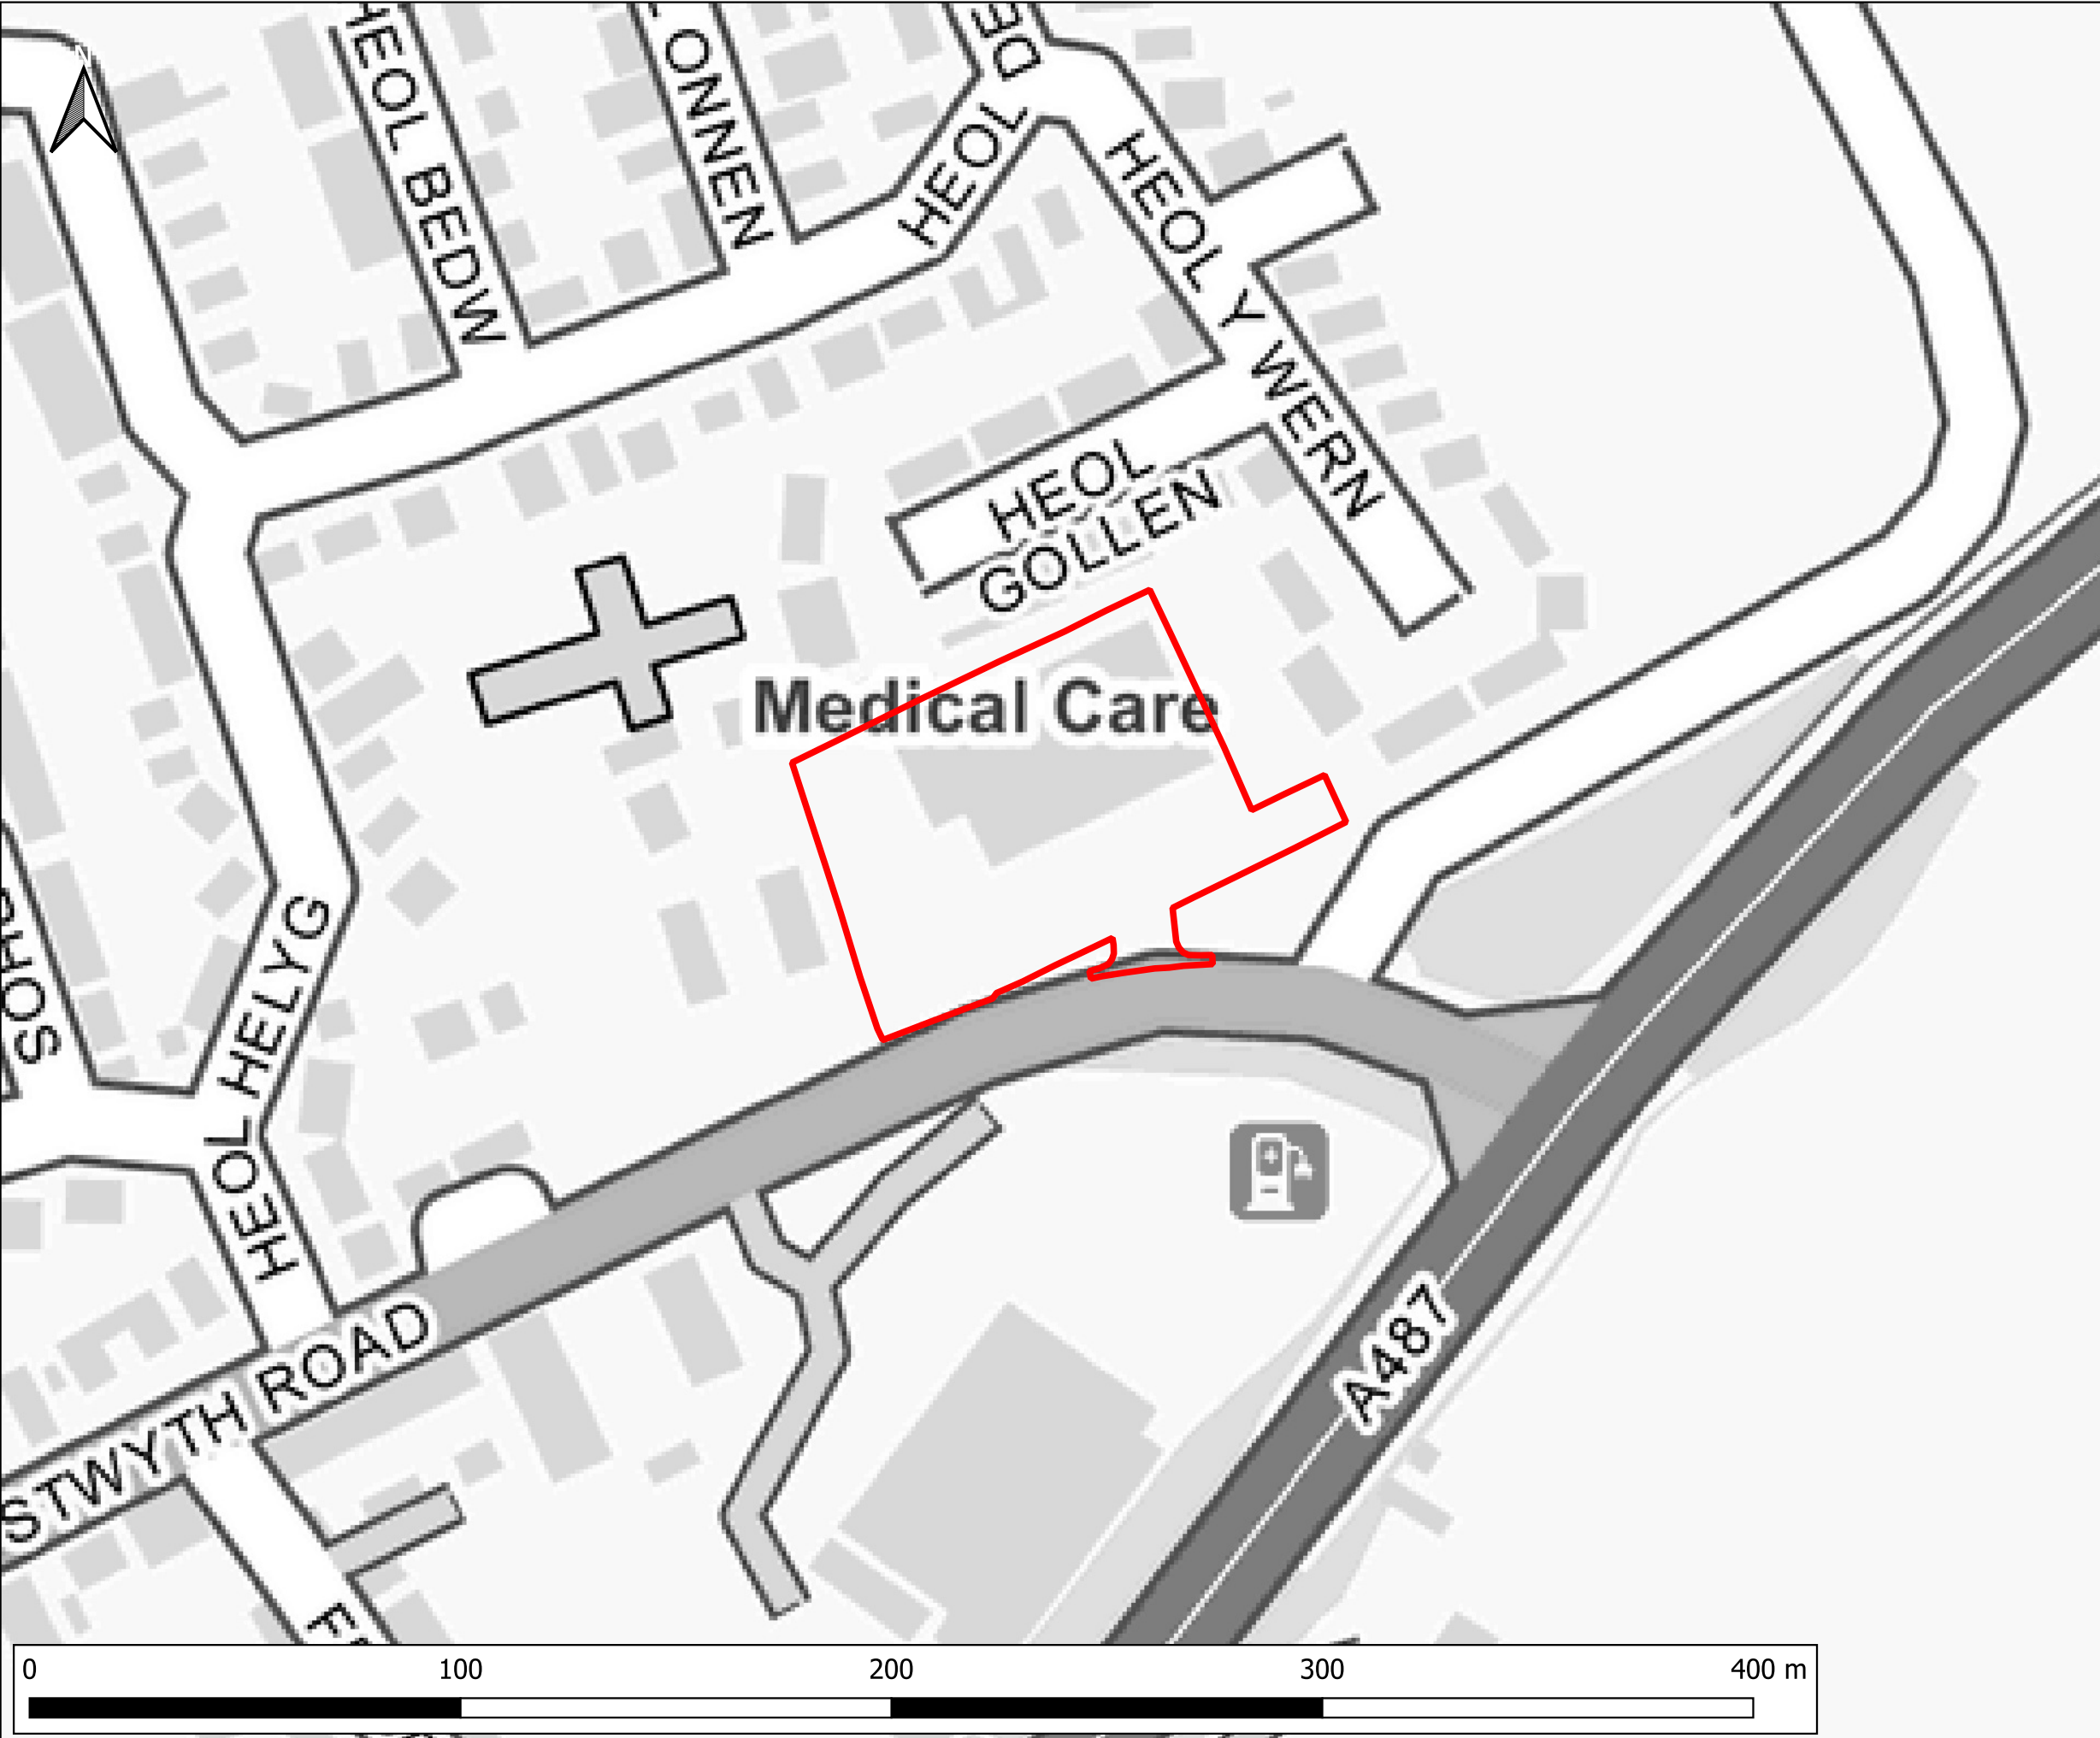 N
HEOL BEDW
ONNEN
DE
HEOL
HEOL Y WERN
HEOL
GOLLEN
Medical Care
HEOL HELYG
STWYTH ROAD
A487
0 100 200 300 400 m